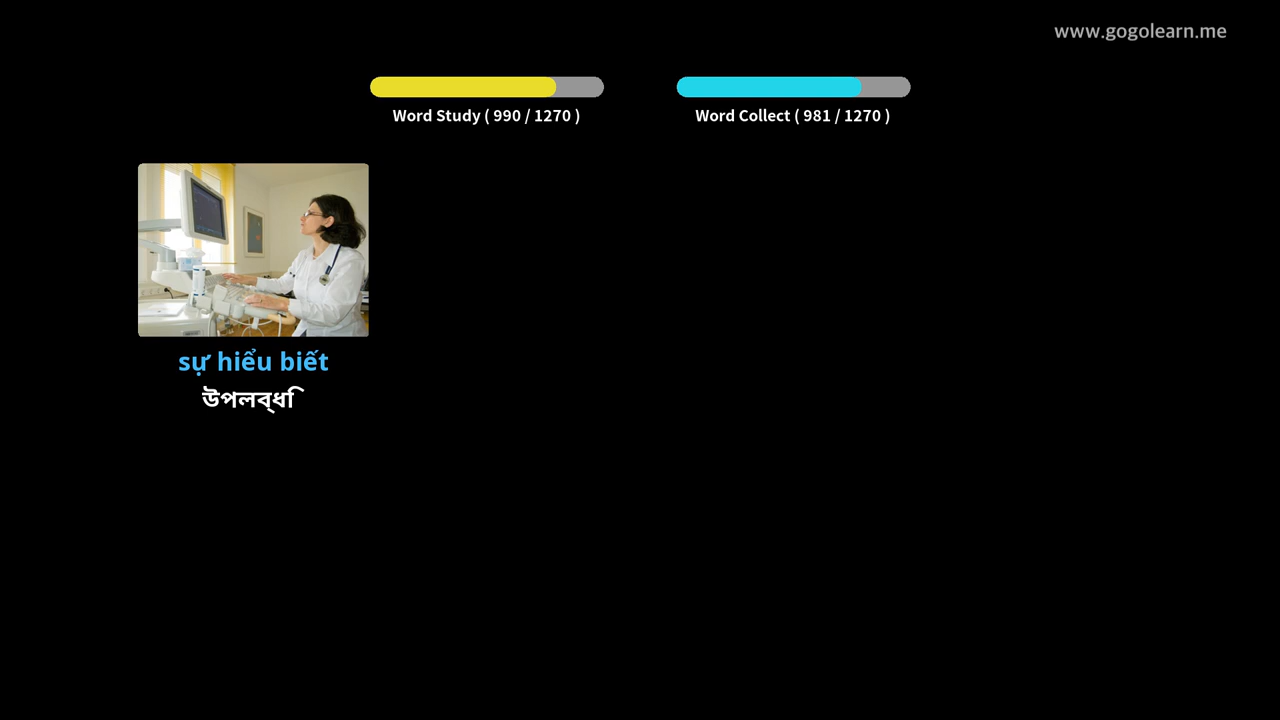 www.gogolearn.me
Word Study ( 990 / 1270 )
Word Collect ( 981 / 1270 )
sự hiểu biết
উপলব্ধি